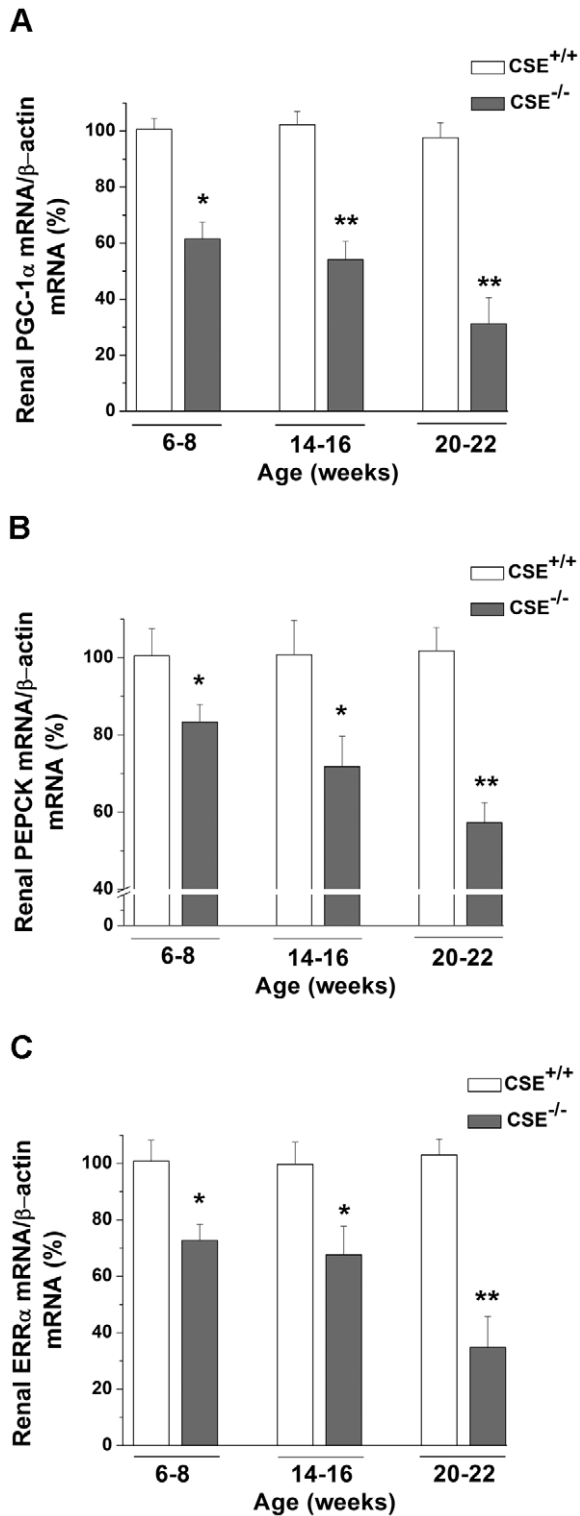 A
CSE+/+
CSE-/-
Renal PGC-1α mRNA/β–actin
mRNA (%)
100
80
60
40
20
0
*
**
**
6-8
14-16
20-22
Age (weeks)
B
CSE+/+
CSE-/-
Renal PEPCK mRNA/β–actin
mRNA (%)
100
80
60
40
0
*
*
**
6-8
14-16
20-22
Age (weeks)
C
CSE+/+
CSE-/-
Renal ERRα mRNA/β–actin
mRNA (%)
100
80
60
40
20
0
*
*
**
6-8
14-16
20-22
Age (weeks)